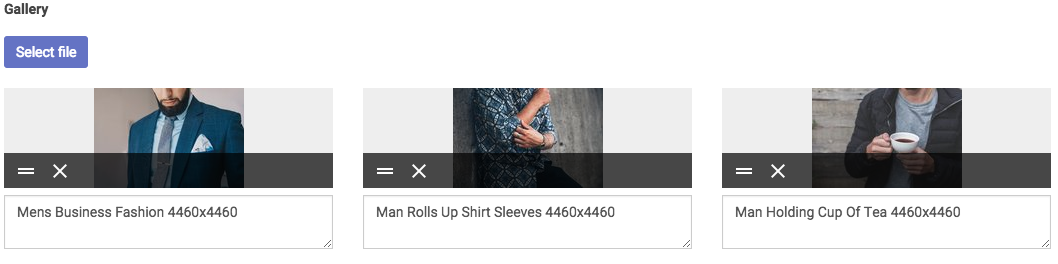 Gallery
Select file
Mens Business Fashion 4460x4460
Man Rolls Up Shirt Sleeves 4460x4460
Man Holding Cup Of Tea 4460x4460